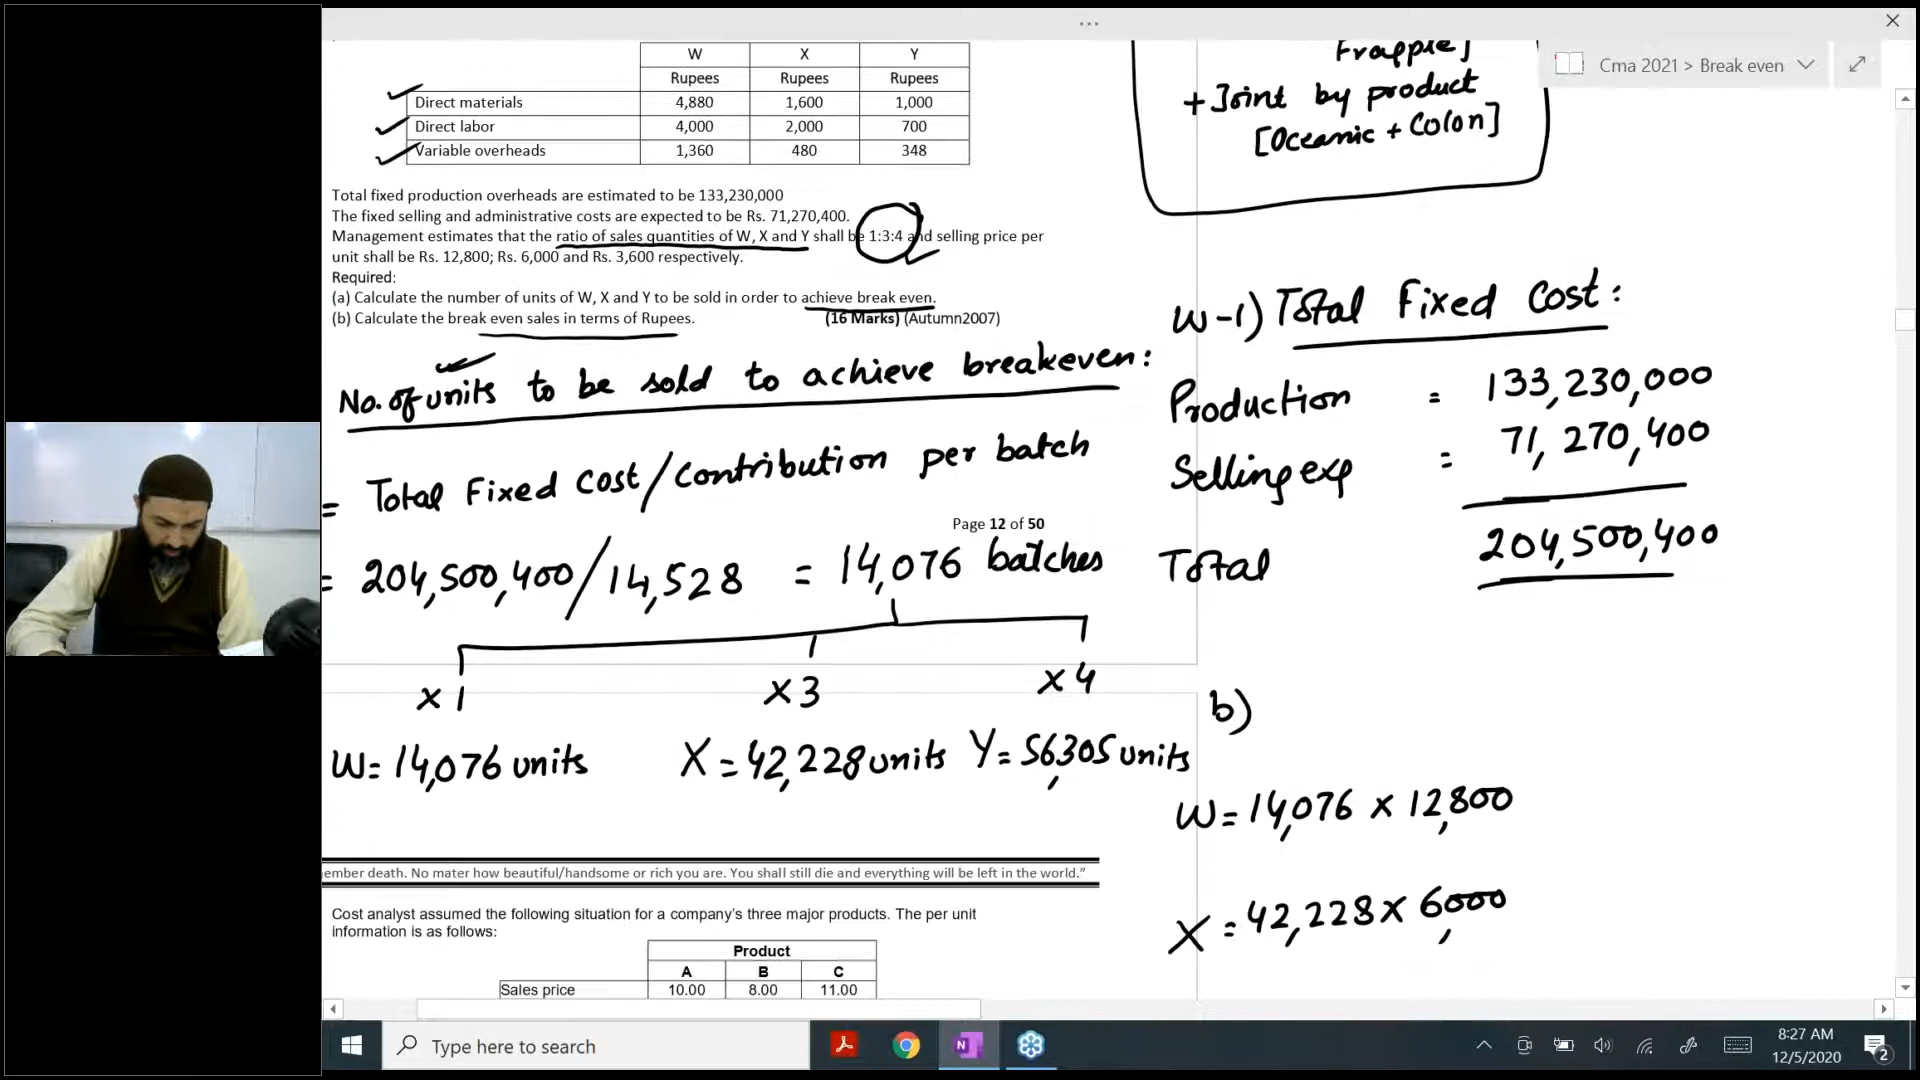 W X Y
Rupees Rupees Rupees
Direct materials 4,880 1,600 1,000
Direct labor 4,000 2,000 700
Variable overheads 1,360 480 348
Total fixed production overheads are estimated to be 133,230,000
The fixed selling and administrative costs are expected to be Rs. 71,270,400.
Management estimates that the ratio of sales quantities of W, X and Y shall be 1:3:4 and selling price per
unit shall be Rs. 12,800; Rs. 6,000 and Rs. 3,600 respectively.
Required:
(a) Calculate the number of units of W, X and Y to be sold in order to achieve break even.
(b) Calculate the break even sales in terms of Rupees. (16 Marks) (Autumn2007)
No. of units to be sold to achieve breakeven:
= Total Fixed Cost/Contribution per batch
Page 12 of 50
= 204,500,400/14,528 = 14,076 batches
x 1 x 3 x 4
W= 14,076 units X = 42,228 units Y= 56,305 units
ember death. No mater how beautiful/handsome or rich you are. You shall still die and everything will be left in the world."
Cost analyst assumed the following situation for a company's three major products. The per unit
information is as follows:
Product
A B C
Sales price 10.00 8.00 11.00
Frapple]
+ Joint by product
[Oceanic + Colon]
Cma 2021 > Break even
W-1) Total Fixed Cost:
Production = 133,230,000
Selling exp = 71,270,400
Total 204,500,400
b)
W= 14,076 x 12,800
X = 42,228 x 6,000
Type here to search
8:27 AM
12/5/2020
2